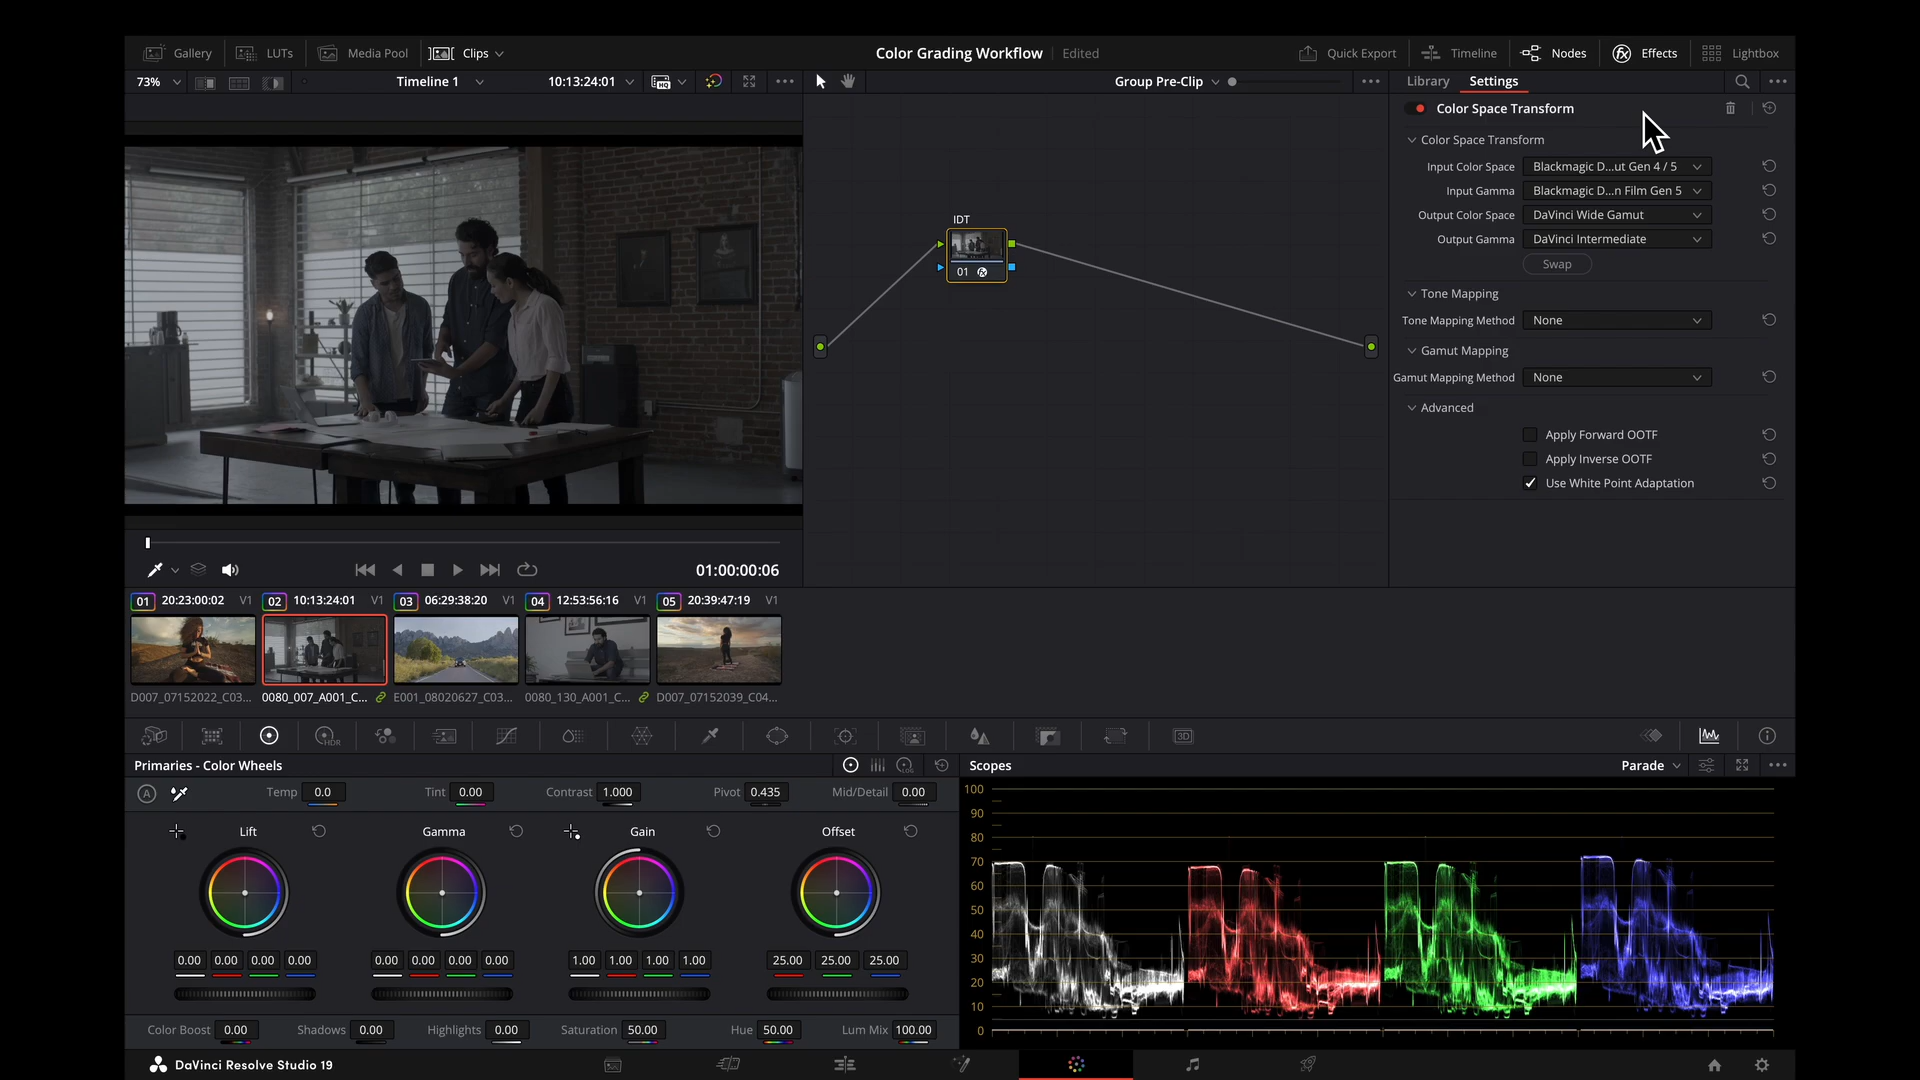 Gallery LUTs Media Pool Clips Color Grading Workflow Edited Quick Export Timeline Nodes Effects Lightbox
73% Timeline 1 10:13:24:01 HQ Group Pre-Clip Library Settings
Color Space Transform
Color Space Transform
Input Color Space Blackmagic D...ut Gen 4 / 5
Input Gamma Blackmagic D...n Film Gen 5
Output Color Space DaVinci Wide Gamut
Output Gamma DaVinci Intermediate
Swap
Tone Mapping
Tone Mapping Method None
Gamut Mapping
Gamut Mapping Method None
Advanced
Apply Forward OOTF
Apply Inverse OOTF
Use White Point Adaptation
IDT
01
01:00:00:06
01 20:23:00:02 V1 02 10:13:24:01 V1 03 06:29:38:20 V1 04 12:53:56:16 V1 05 20:39:47:19 V1
D007_07152022_C03... 0080_007_A001_C... E001_08020627_C03... 0080_130_A001_C... D007_07152039_C04...
HDR 3D
Primaries - Color Wheels LOG Scopes Parade
A Temp 0.0 Tint 0.00 Contrast 1.000 Pivot 0.435 Mid/Detail 0.00
Lift Gamma Gain Offset
0.00 0.00 0.00 0.00 0.00 0.00 0.00 0.00 1.00 1.00 1.00 1.00 25.00 25.00 25.00
Color Boost 0.00 Shadows 0.00 Highlights 0.00 Saturation 50.00 Hue 50.00 Lum Mix 100.00
100
90
80
70
60
50
40
30
20
10
0
DaVinci Resolve Studio 19